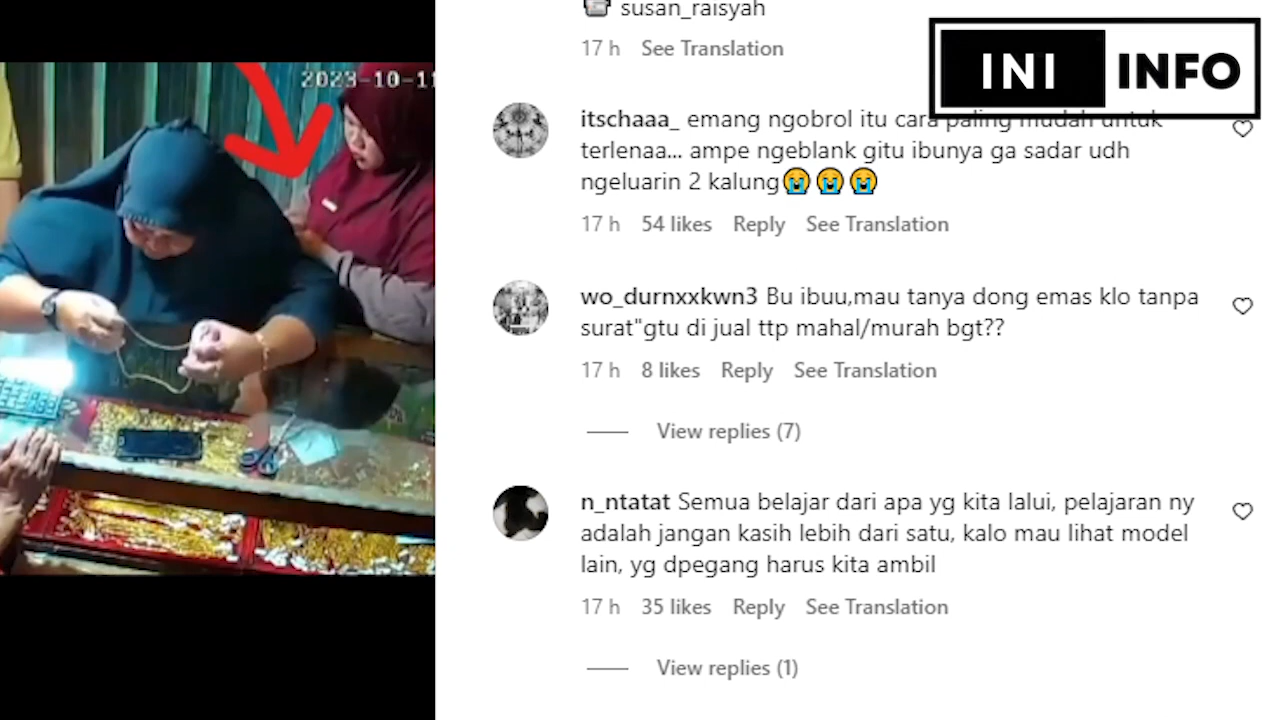 2023-10-11
susan_raisyah
17 h See Translation
INI INFO
itschaaa_ emang ngobrol itu cara paling mudah untuk
terlenaa... ampe ngeblank gitu ibunya ga sadar udh
ngeluarin 2 kalung😭😭😭
17 h 54 likes Reply See Translation
wo_durnxxkwn3 Bu ibuu,mau tanya dong emas klo tanpa
surat"gtu di jual ttp mahal/murah bgt??
17 h 8 likes Reply See Translation
View replies (7)
n_ntatat Semua belajar dari apa yg kita lalui, pelajaran ny
adalah jangan kasih lebih dari satu, kalo mau lihat model
lain, yg dpegang harus kita ambil
17 h 35 likes Reply See Translation
View replies (1)